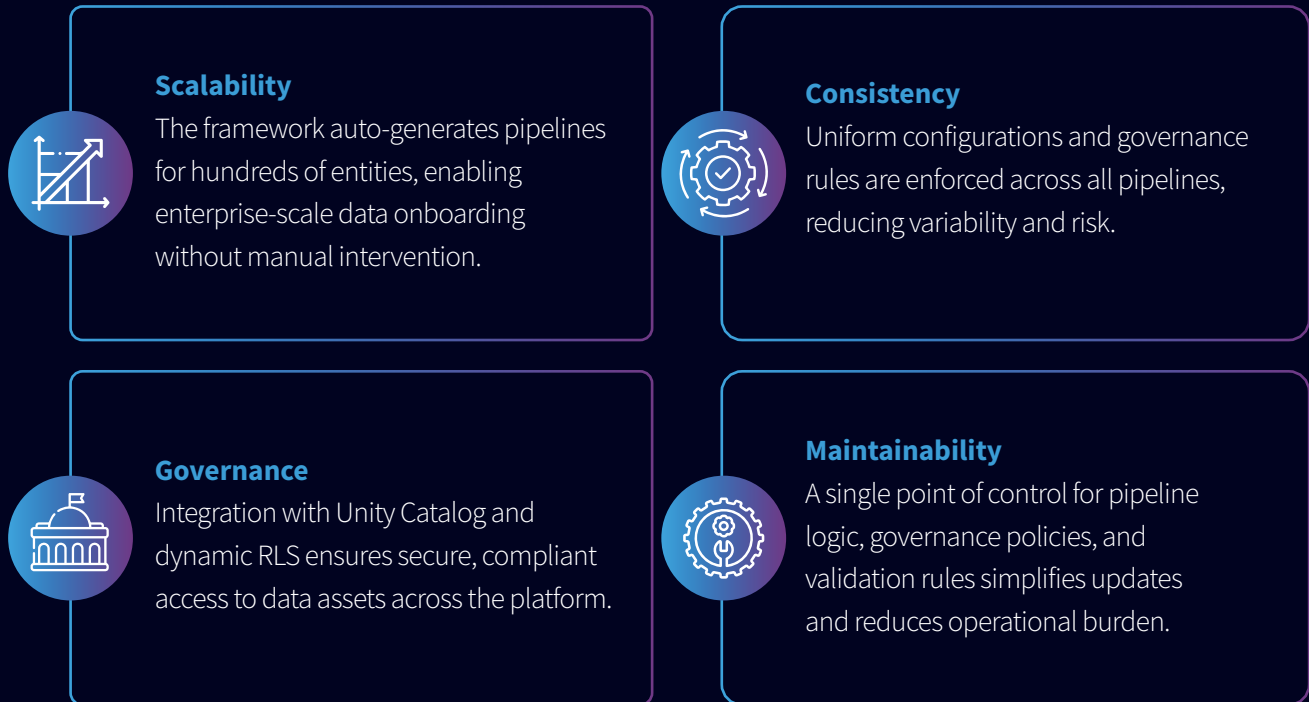 Scalability
The framework auto-generates pipelines
for hundreds of entities, enabling
enterprise-scale data onboarding
without manual intervention.
Consistency
Uniform configurations and governance
rules are enforced across all pipelines,
reducing variability and risk.
Governance
Integration with Unity Catalog and
dynamic RLS ensures secure, compliant
access to data assets across the platform.
Maintainability
A single point of control for pipeline
logic, governance policies, and
validation rules simplifies updates
and reduces operational burden.